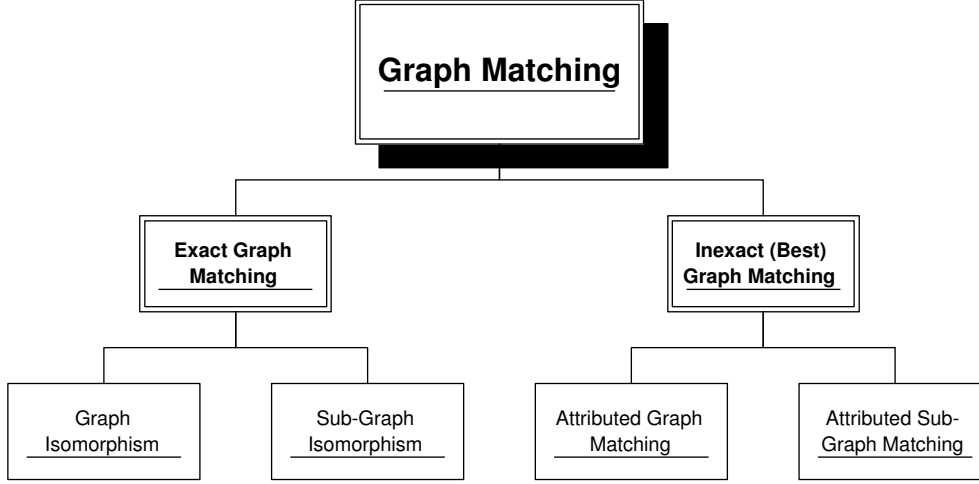 Graph Matching
Exact Graph
Matching
Inexact (Best)
Graph Matching
Graph
Isomorphism
Sub-Graph
Isomorphism
Attributed Graph
Matching
Attributed Sub-
Graph Matching